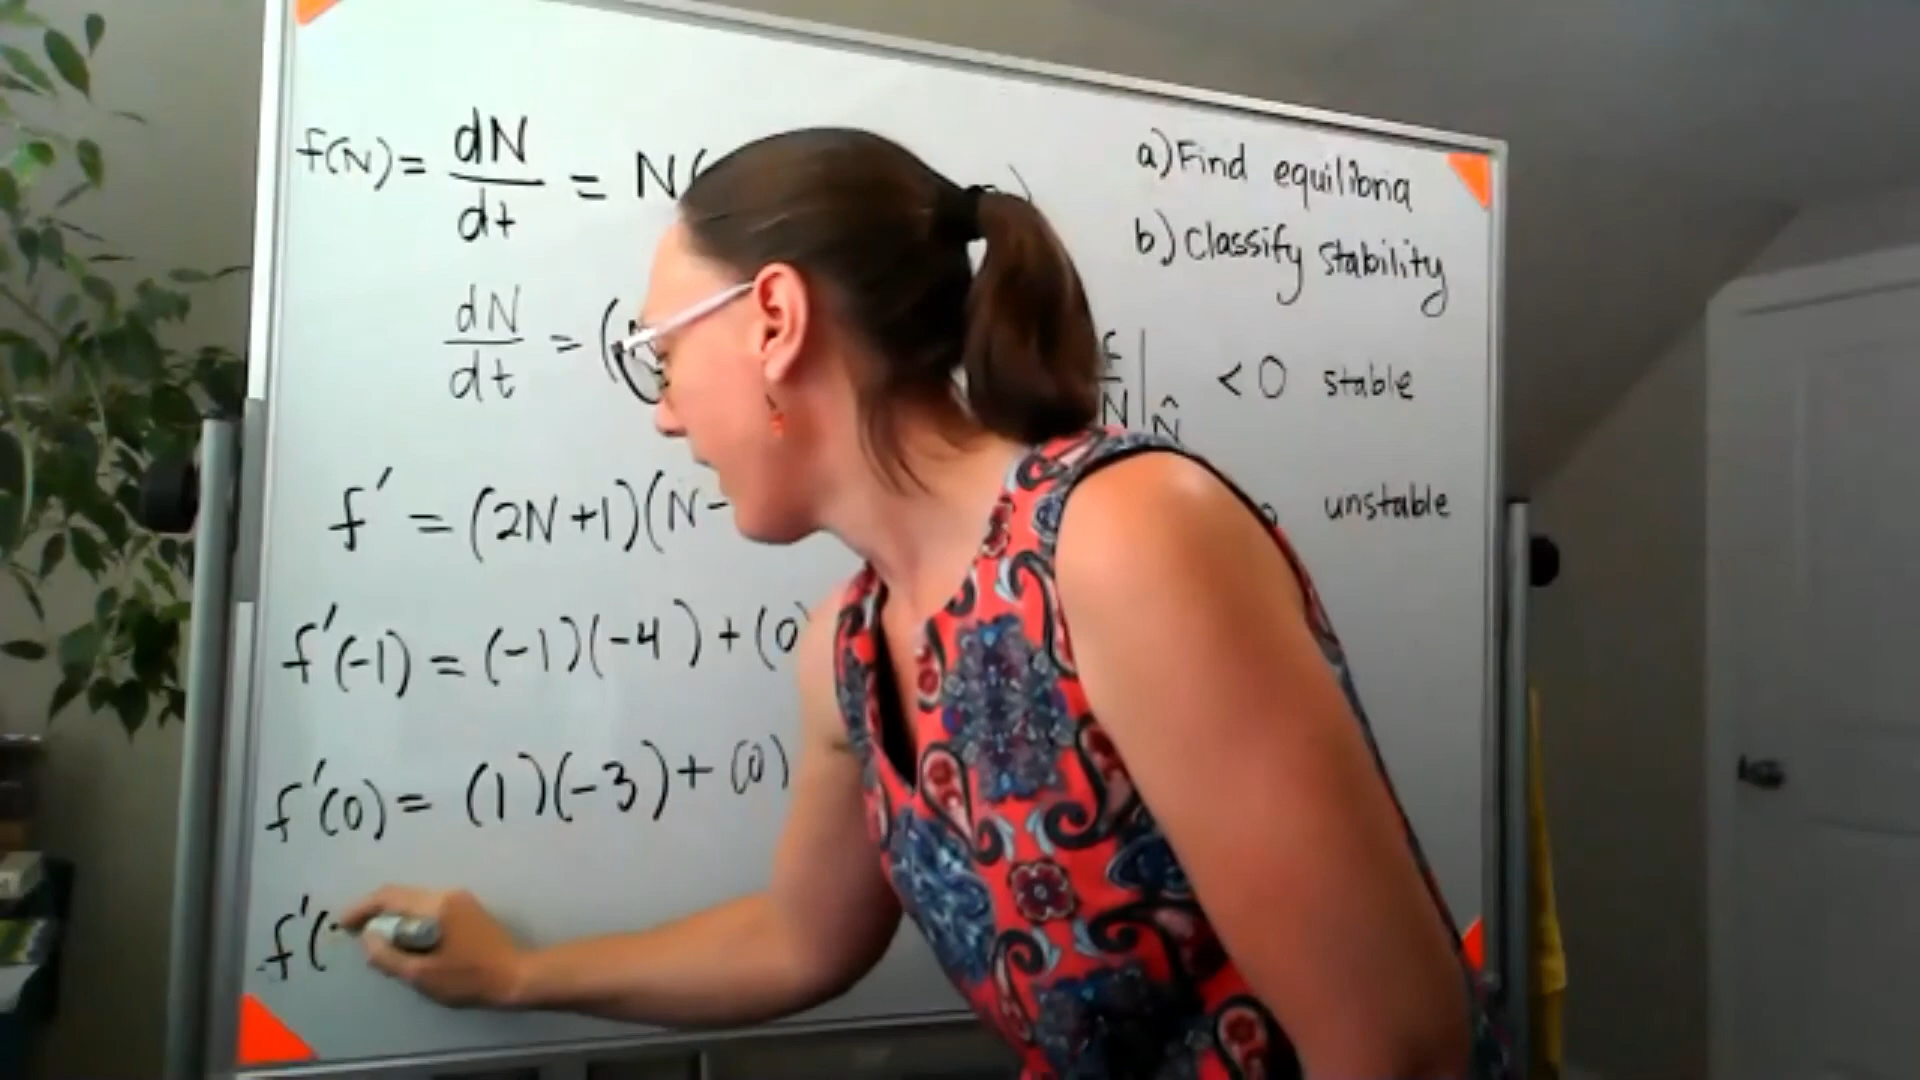 f(N) = dN/dt = N( )
dN/dt = (
f' = (2N+1)(N-
f'(-1) = (-1)(-4)+(0)
f'(0) = (1)(-3)+(0)
f'(
a) Find equilibria
b) Classify stability
f/N | N̂ < 0 stable
unstable